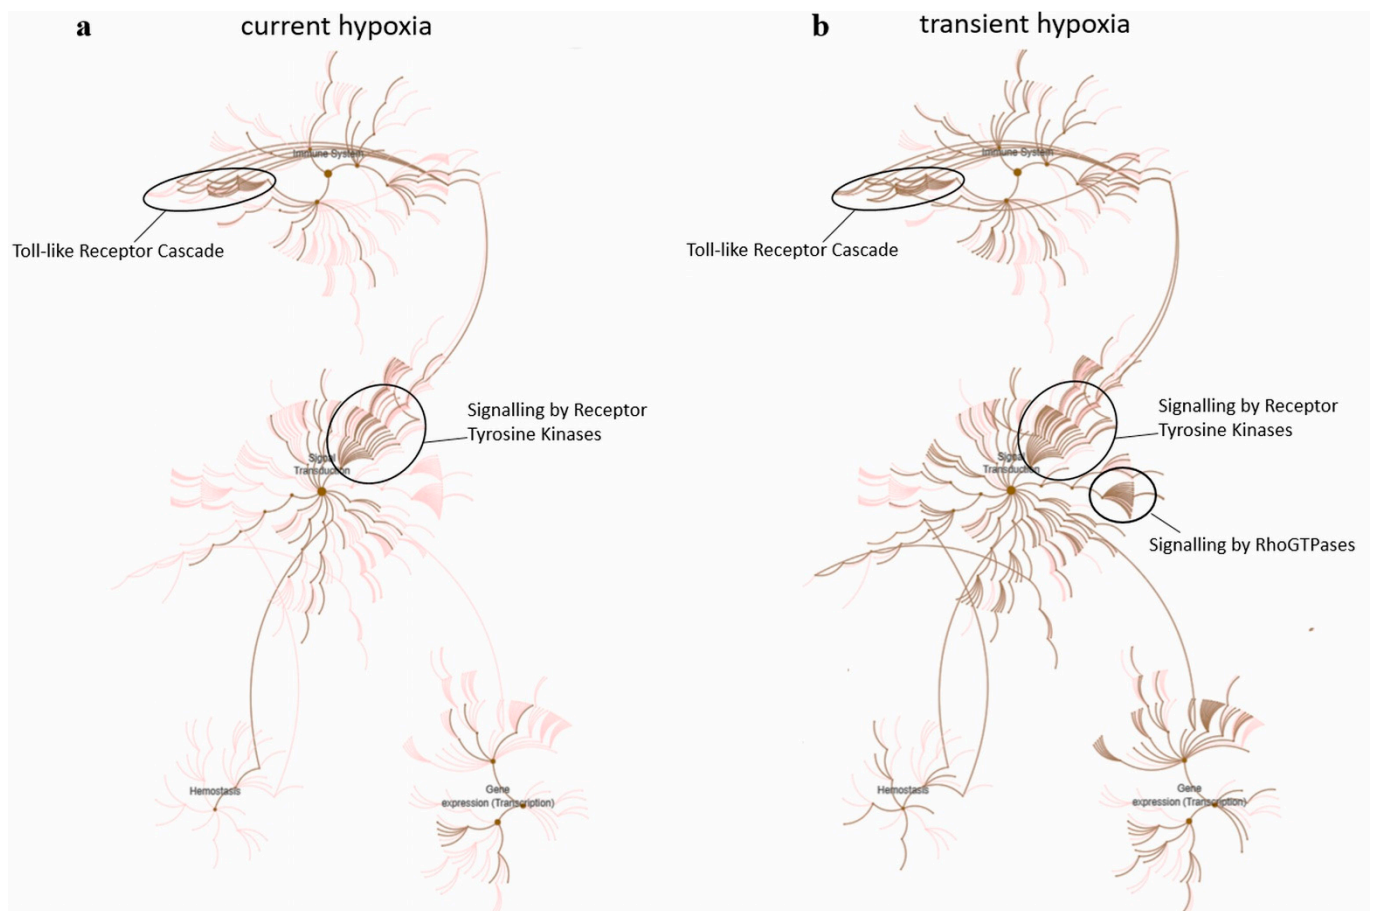 a
current hypoxia
Immune System
Toll-like Receptor Cascade
Signalling by Receptor
Tyrosine Kinases
Signal
Transduction
Hemostasis
Gene
expression (Transcription)
b
transient hypoxia
Immune System
Toll-like Receptor Cascade
Signalling by Receptor
Tyrosine Kinases
Signal
Transduction
Signalling by RhoGTPases
Hemostasis
Gene
expression (Transcription)